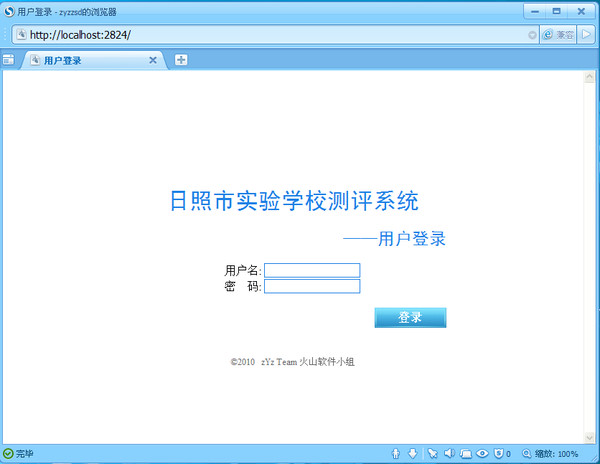 用户登录 - zyzzsd的浏览器
http://localhost:2824/
兼容
用户登录
日照市实验学校测评系统
——用户登录
用户名:
密 码:
登录
©2010 zYz Team 火山软件小组
完毕
0
缩放: 100%